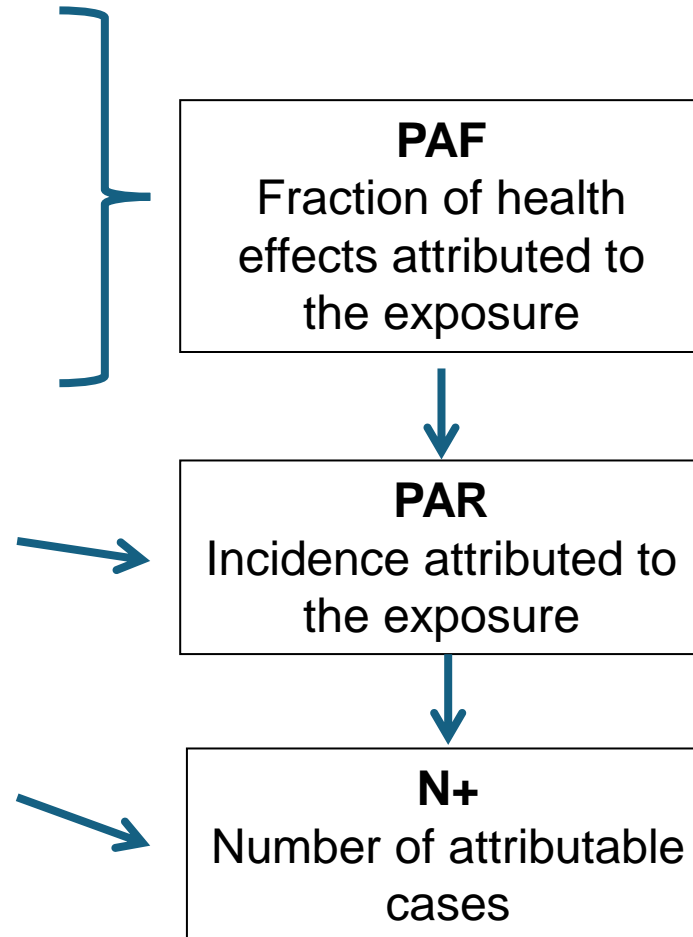 PAF
Fraction of health
effects attributed to
the exposure
PAR
Incidence attributed to
the exposure
N+
Number of attributable
cases